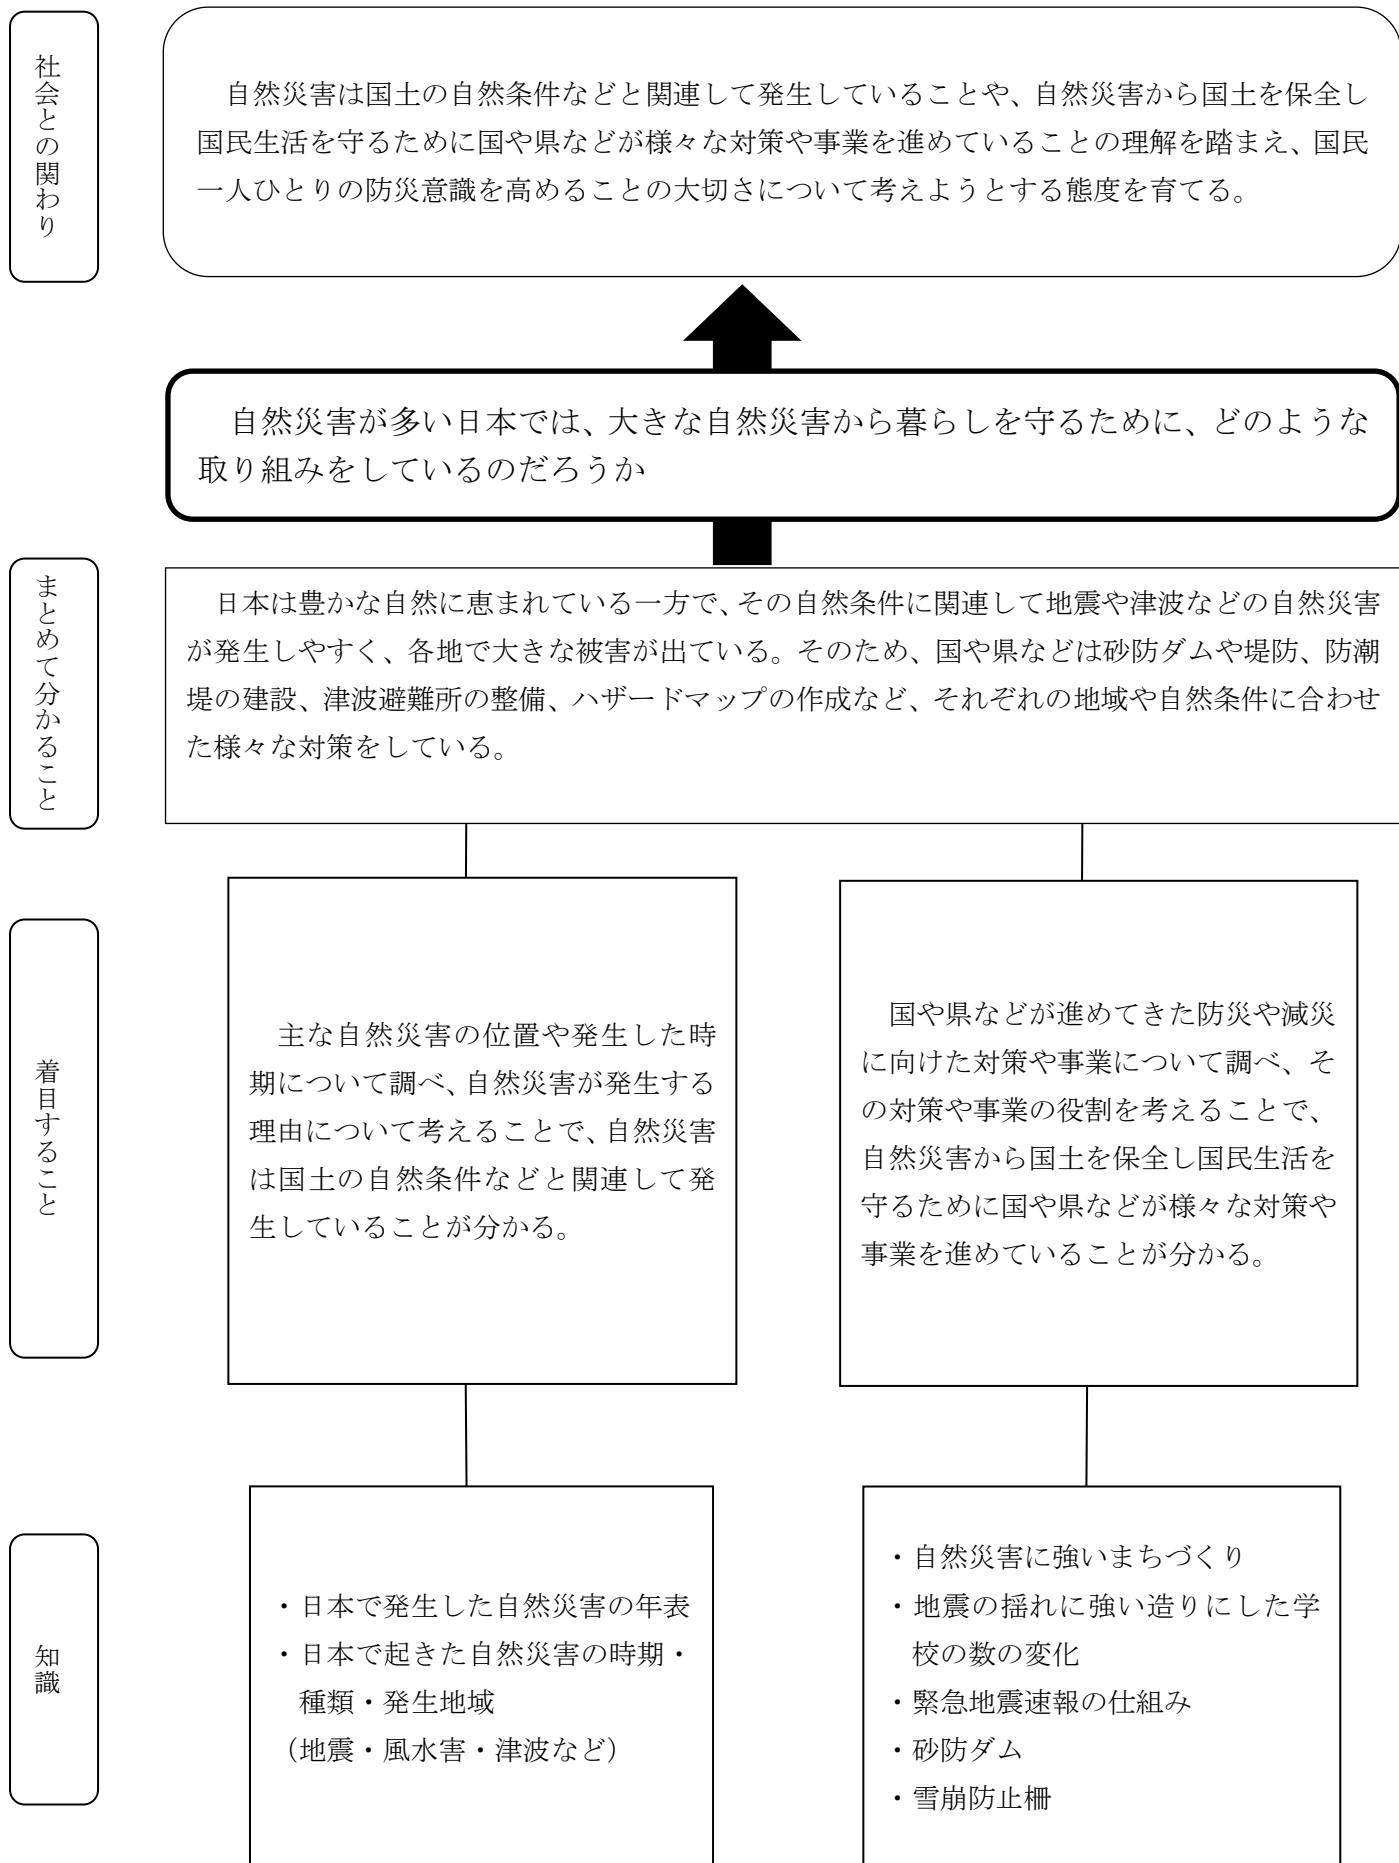 社会との関わり
　自然災害は国土の自然条件などと関連して発生していることや、自然災害から国土を保全し
国民生活を守るために国や県などが様々な対策や事業を進めていることの理解を踏まえ、国民
一人ひとりの防災意識を高めることの大切さについて考えようとする態度を育てる。
　自然災害が多い日本では、大きな自然災害から暮らしを守るために、どのような
取り組みをしているのだろうか
まとめて分かること
　日本は豊かな自然に恵まれている一方で、その自然条件に関連して地震や津波などの自然災害
が発生しやすく、各地で大きな被害が出ている。そのため、国や県などは砂防ダムや堤防、防潮
堤の建設、津波避難所の整備、ハザードマップの作成など、それぞれの地域や自然条件に合わせ
た様々な対策をしている。
着目すること
　主な自然災害の位置や発生した時
期について調べ、自然災害が発生する
理由について考えることで、自然災害
は国土の自然条件などと関連して発
生していることが分かる。
　国や県などが進めてきた防災や減災
に向けた対策や事業について調べ、そ
の対策や事業の役割を考えることで、
自然災害から国土を保全し国民生活を
守るために国や県などが様々な対策や
事業を進めていることが分かる。
知識
・日本で発生した自然災害の年表
・日本で起きた自然災害の時期・
種類・発生地域
（地震・風水害・津波など）
・自然災害に強いまちづくり
・地震の揺れに強い造りにした学
校の数の変化
・緊急地震速報の仕組み
・砂防ダム
・雪崩防止柵